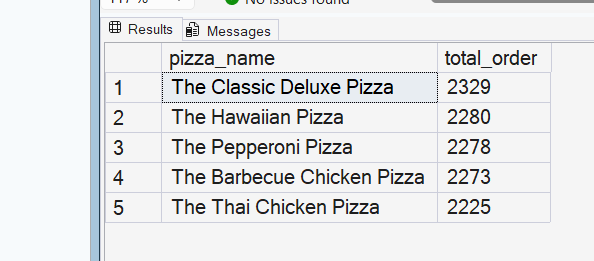 No issues found
Results Messages
pizza_name total_order
1 The Classic Deluxe Pizza 2329
2 The Hawaiian Pizza 2280
3 The Pepperoni Pizza 2278
4 The Barbecue Chicken Pizza 2273
5 The Thai Chicken Pizza 2225